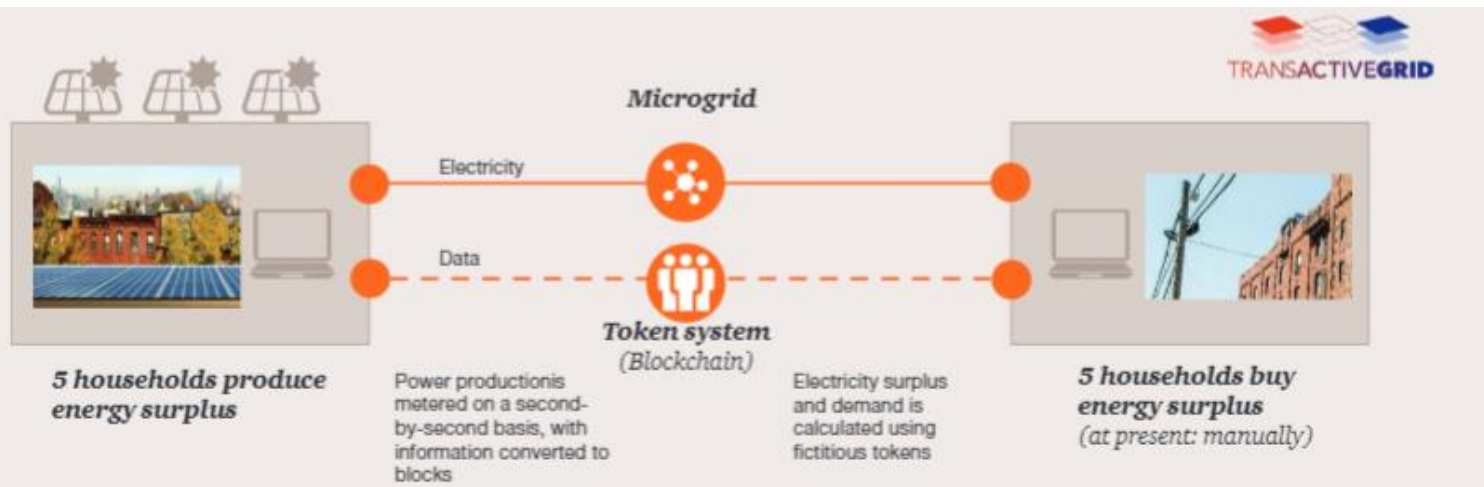 TRANSACTIVEGRID
Microgrid
Electricity
Data
Token system
(Blockchain)
5 households produce
energy surplus
Power productionis
metered on a second-
by-second basis, with
information converted to
blocks
Electricity surplus
and demand is
calculated using
fictitious tokens
5 households buy
energy surplus
(at present: manually)